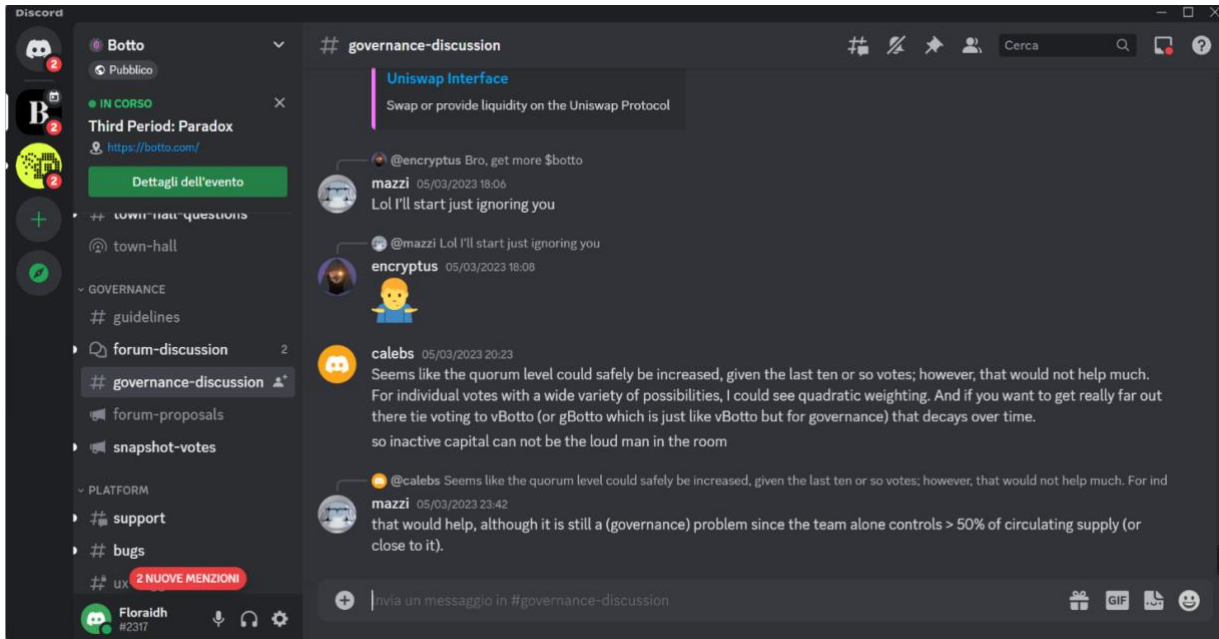 Discord
2
Botto
Pubblico
# governance-discussion
Cerca
B
2
IN CORSO
Third Period: Paradox
https://botto.com/
Dettagli dell'evento
2
# town-hall-questions
town-hall
GOVERNANCE
# guidelines
forum-discussion 2
# governance-discussion
forum-proposals
snapshot-votes
PLATFORM
# support
# bugs
# ux
2 NUOVE MENZIONI
Floraidh
#2317
Uniswap Interface
Swap or provide liquidity on the Uniswap Protocol
@encryptus Bro, get more $botto
mazzi 05/03/2023 18:06
Lol I'll start just ignoring you
@mazzi Lol I'll start just ignoring you
encryptus 05/03/2023 18:08
calebs 05/03/2023 20:23
Seems like the quorum level could safely be increased, given the last ten or so votes; however, that would not help much.
For individual votes with a wide variety of possibilities, I could see quadratic weighting. And if you want to get really far out
there tie voting to vBotto (or gBotto which is just like vBotto but for governance) that decays over time.
so inactive capital can not be the loud man in the room
@calebs Seems like the quorum level could safely be increased, given the last ten or so votes; however, that would not help much. For ind
mazzi 05/03/2023 23:42
that would help, although it is still a (governance) problem since the team alone controls > 50% of circulating supply (or
close to it).
Invia un messaggio in #governance-discussion
GIF